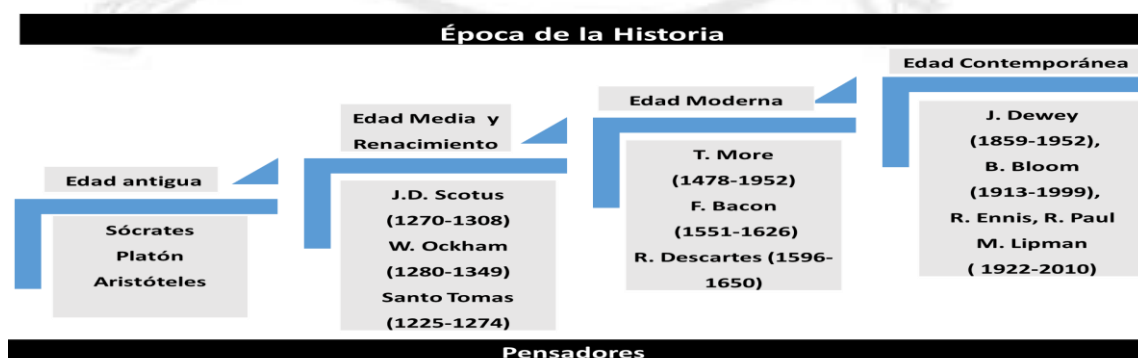 Época de la Historia
Edad antigua
Sócrates
Platón
Aristóteles
Edad Media y
Renacimiento
J.D. Scotus
(1270-1308)
W. Ockham
(1280-1349)
Santo Tomas
(1225-1274)
Edad Moderna
T. More
(1478-1952)
F. Bacon
(1551-1626)
R. Descartes (1596-
1650)
Edad Contemporánea
J. Dewey
(1859-1952),
B. Bloom
(1913-1999),
R. Ennis, R. Paul
M. Lipman
( 1922-2010)
Pensadores